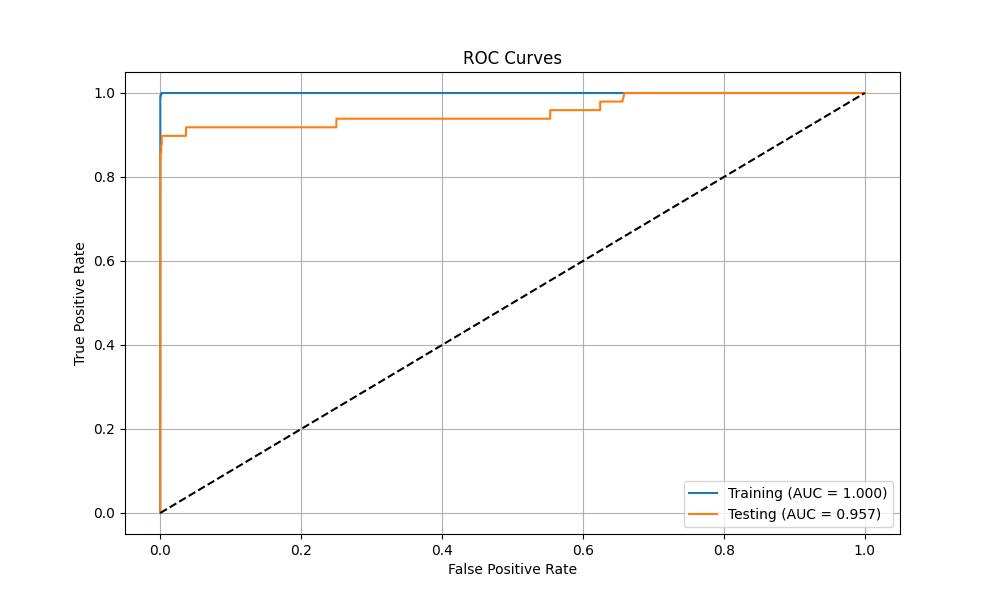 ROC Curves
True Positive Rate
1.0
0.8
0.6
0.4
0.2
0.0
0.0 0.2 0.4 0.6 0.8 1.0
False Positive Rate
Training (AUC = 1.000)
Testing (AUC = 0.957)